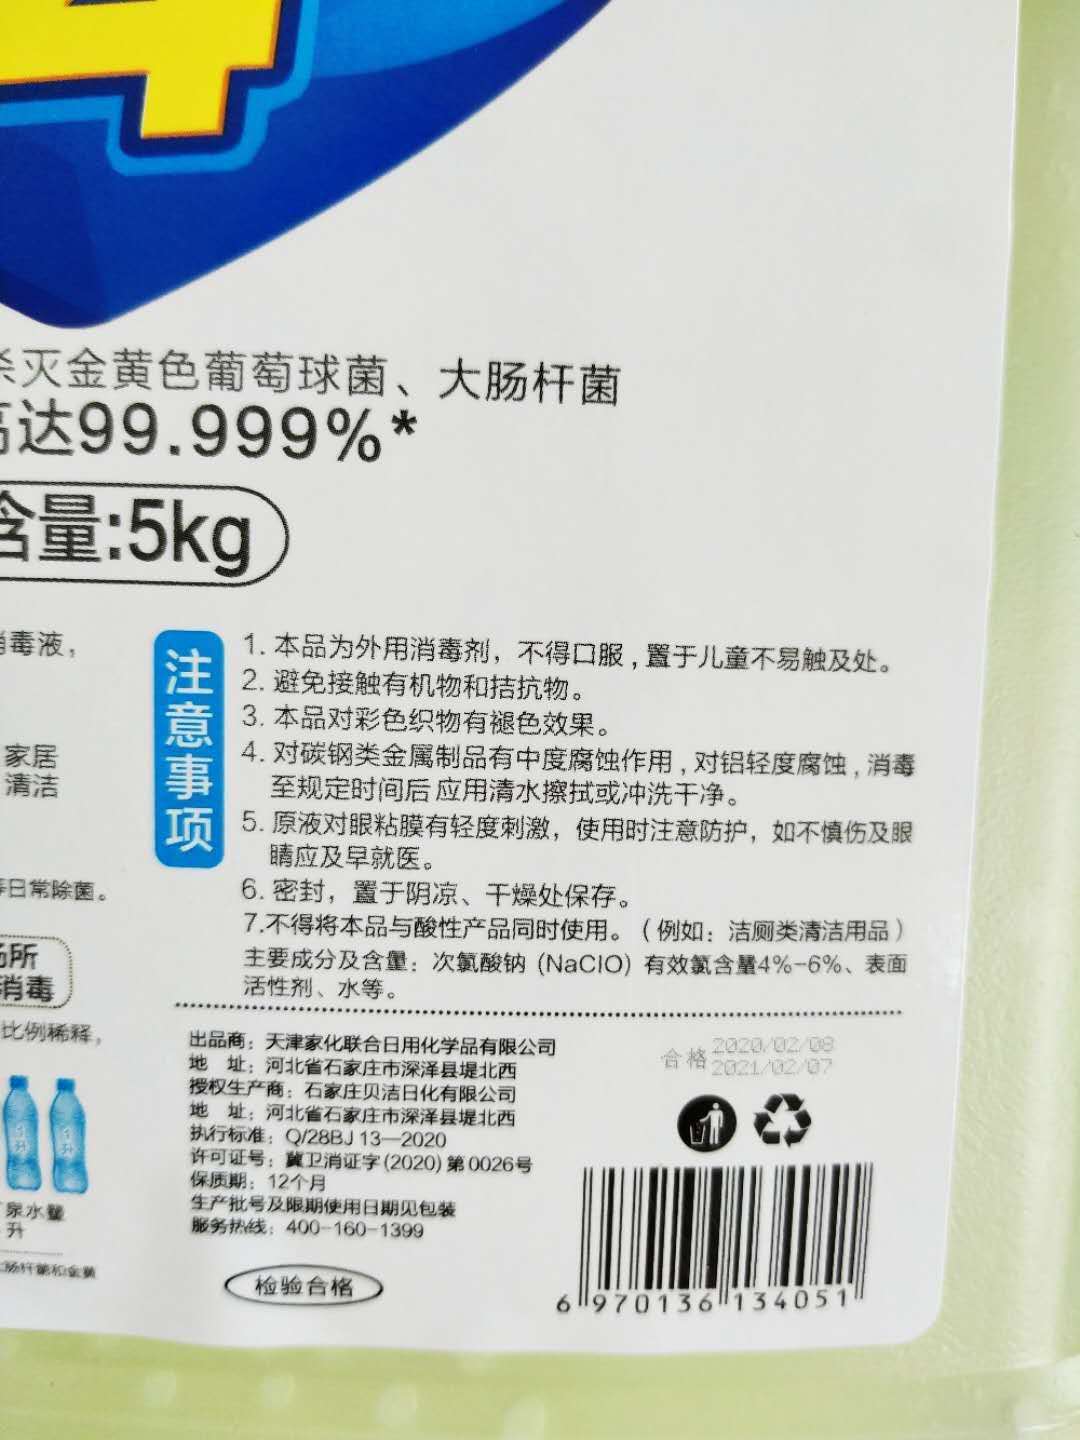 4
杀灭金黄色葡萄球菌、大肠杆菌
高达99.999%*
含量:5kg
消毒液，
家居
清洁
等日常除菌。
场所
消毒
比例稀释，
1升
1升
泉水量
升
大肠杆菌和金黄
注意事项
1. 本品为外用消毒剂，不得口服，置于儿童不易触及处。
2. 避免接触有机物和拮抗物。
3. 本品对彩色织物有褪色效果。
4. 对碳钢类金属制品有中度腐蚀作用，对铝轻度腐蚀，消毒
至规定时间后 应用清水擦拭或冲洗干净。
5. 原液对眼粘膜有轻度刺激，使用时注意防护，如不慎伤及眼
睛应及早就医。
6. 密封，置于阴凉、干燥处保存。
7.不得将本品与酸性产品同时使用。（例如：洁厕类清洁用品）
主要成分及含量：次氯酸钠 (NaClO) 有效氯含量4%-6%、表面
活性剂、水等。
出品商：天津家化联合日用化学品有限公司
地 址：河北省石家庄市深泽县堤北西
授权生产商：石家庄贝洁日化有限公司
地 址：河北省石家庄市深泽县堤北西
执行标准：Q/28BJ 13—2020
许可证号：冀卫消证字(2020)第0026号
保质期：12个月
生产批号及限期使用日期见包装
服务热线：400-160-1399
检验合格
合格 2020/02/08
2021/02/07
6 970136 134051